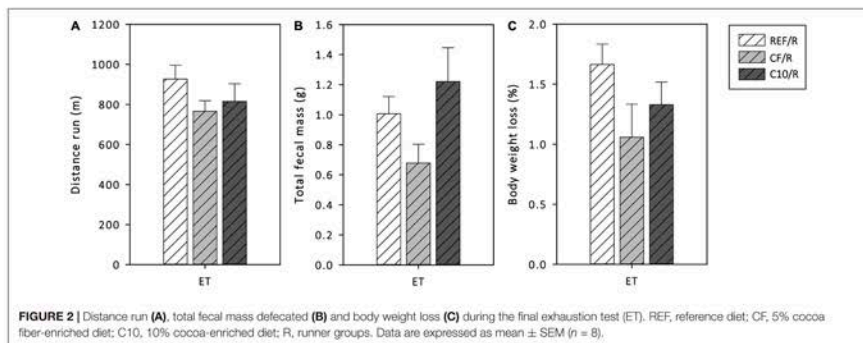 A
B
C
1200
1000
800
600
400
200
0
Distance run (m)
ET
1.6
1.4
1.2
1.0
0.8
0.6
0.4
0.2
0.0
Total fecal mass (g)
ET
2.0
1.5
1.0
0.5
0.0
Body weight loss (%)
ET
REF/R
CF/R
C10/R
FIGURE 2 | Distance run (A), total fecal mass defecated (B) and body weight loss (C) during the final exhaustion test (ET). REF, reference diet; CF, 5% cocoa
fiber-enriched diet; C10, 10% cocoa-enriched diet; R, runner groups. Data are expressed as mean ± SEM (n = 8).